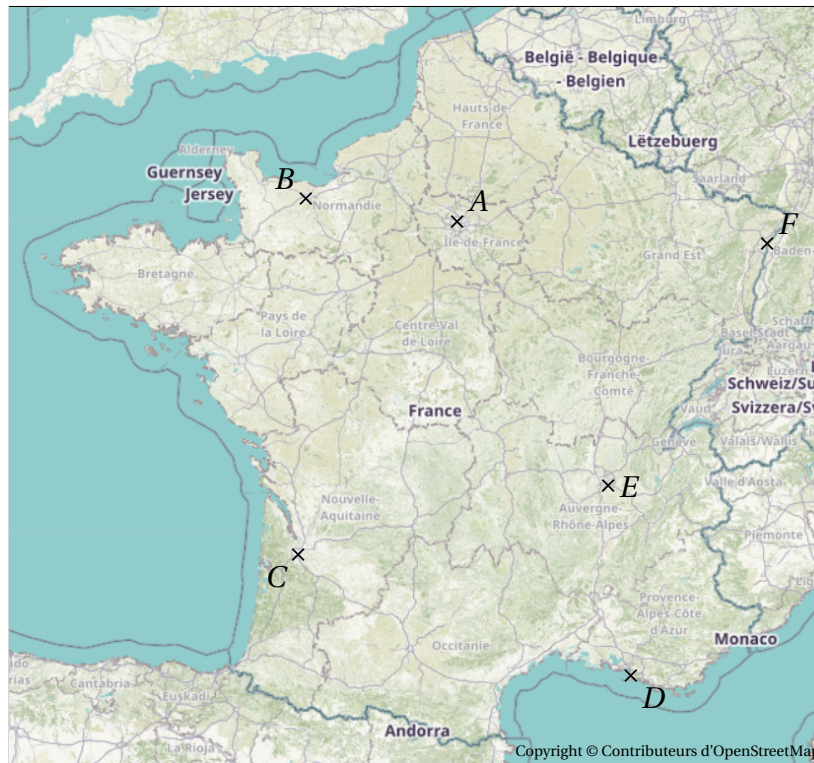 Limburg
België - Belgique
- Belgien
Hauts-de-
France
Lëtzebuerg
Alderney
Guernsey
Jersey
Saarland
B
Normandie
A
Île-de-France
F
Grand Est
Baden-
Bretagne
Pays de
la Loire
Centre-Val
de Loire
Schaffh
Basel-Stadt
Aargau
Jura
Luzern
Bourgogne-
Franche-
Comté
Schweiz/Su
Svizzera/Sv
France
Vaud
Genève
Valais/Wallis
Valle d'Aosta
E
Nouvelle-
Aquitaine
Auvergne-
Rhône-Alpes
Piemonte
C
Lig
Provence-
Alpes-Côte
d'Azur
Monaco
Occitanie
D
Cantabria
Euskadi
Andorra
La Rioja
Copyright © Contributeurs d'OpenStreetMap